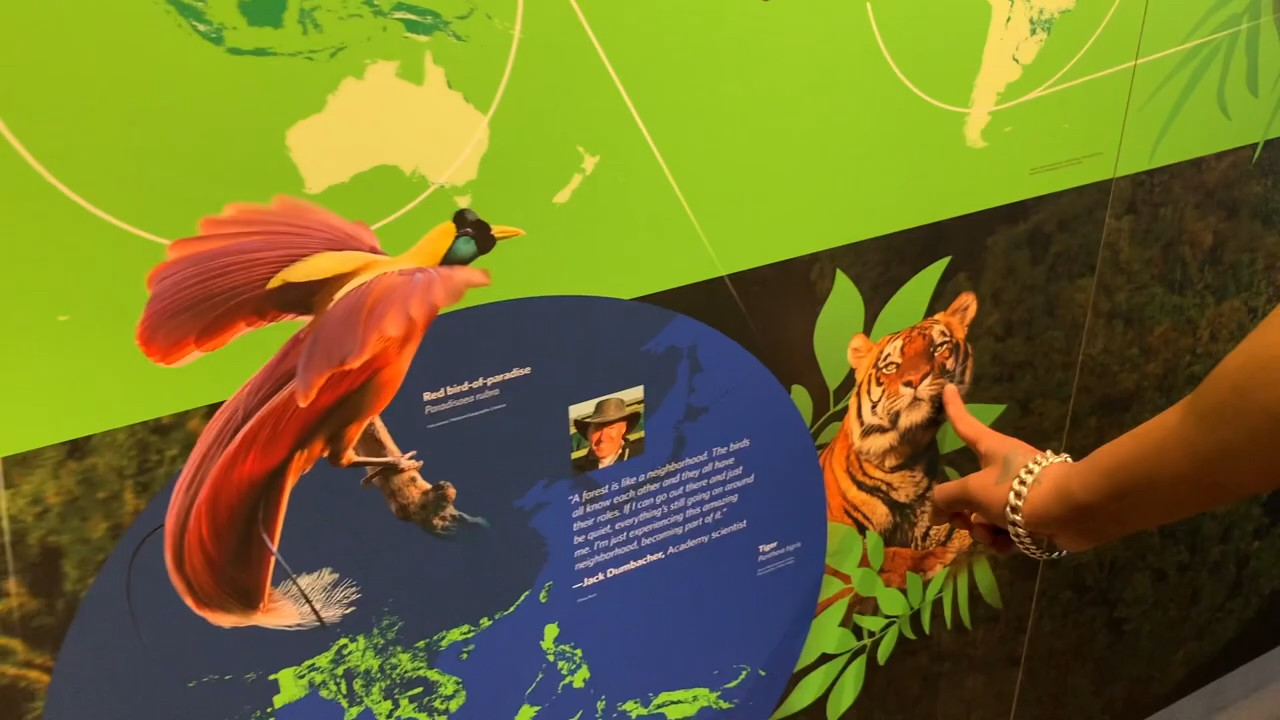 Red bird-of-paradise
Paradisaea rubra
"A forest is like a neighborhood. The birds
all know each other and they all have
their roles. If I can go out there and just
be quiet, everything's still going on around
me. I'm just experiencing this amazing
neighborhood, becoming part of it."
—Jack Dumbacher, Academy scientist
Tiger
Panthera tigris